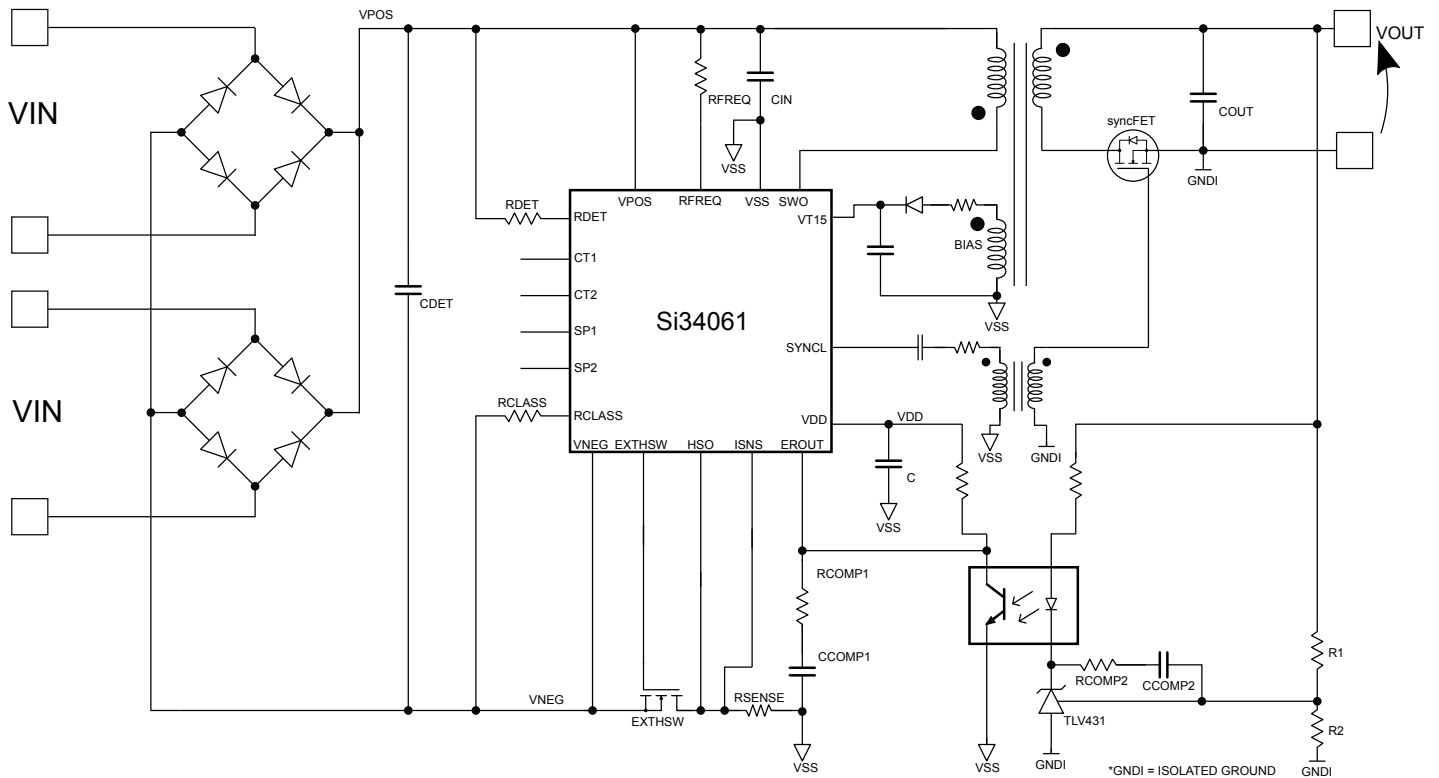 VPOS
VOUT
VIN
RFREQ
CIN
VSS
syncFET
COUT
GNDI
RDET
RDET
VPOS
RFREQ
VSS
SWO
VT15
BIAS
VSS
CT1
CT2
CDET
SP1
SP2
Si34061
SYNCL
VIN
RCLASS
RCLASS
VDD
VDD
VNEG
EXTHSW
HSO
ISNS
EROUT
VSS
GNDI
C
VSS
RCOMP1
CCOMP1
R1
RCOMP2
CCOMP2
VNEG
EXTHSW
RSENSE
TLV431
R2
VSS
VSS
GNDI
*GNDI = ISOLATED GROUND
GNDI